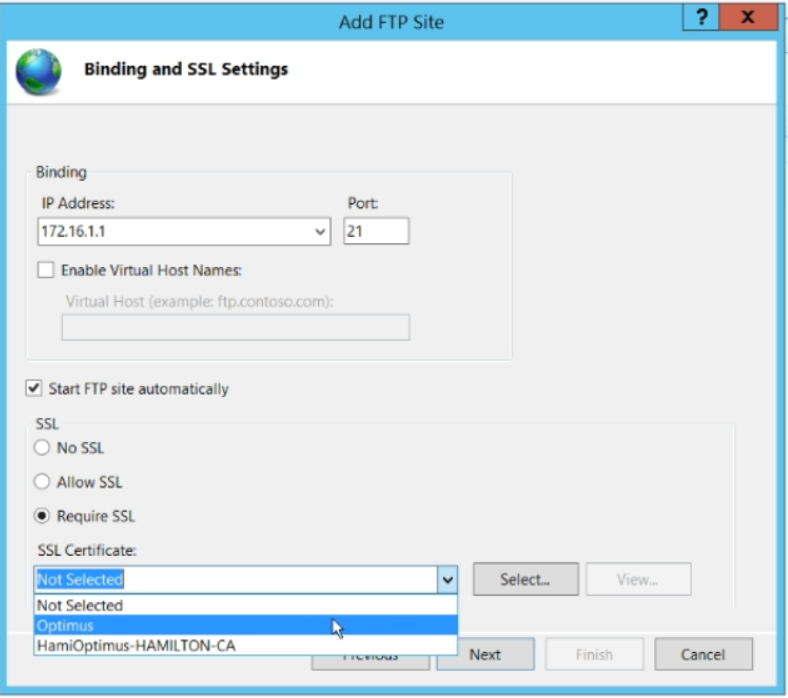 Add FTP Site
?
x
Binding and SSL Settings
Binding
IP Address:
Port:
172.16.1.1
21
Enable Virtual Host Names:
Virtual Host (example: ftp.contoso.com):
Start FTP site automatically
SSL
No SSL
Allow SSL
Require SSL
SSL Certificate:
Not Selected
Select...
View...
Not Selected
Optimus
HamiOptimus-HAMILTON-CA
Previous
Next
Finish
Cancel